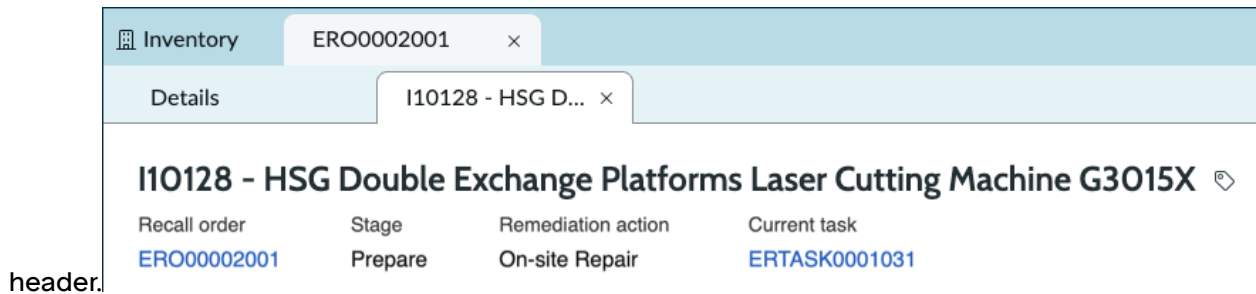 Inventory ERO0002001 ×
Details I10128 - HSG D... ×
I10128 - HSG Double Exchange Platforms Laser Cutting Machine G3015X
Recall order Stage Remediation action Current task
ERO00002001 Prepare On-site Repair ERTASK0001031
header.